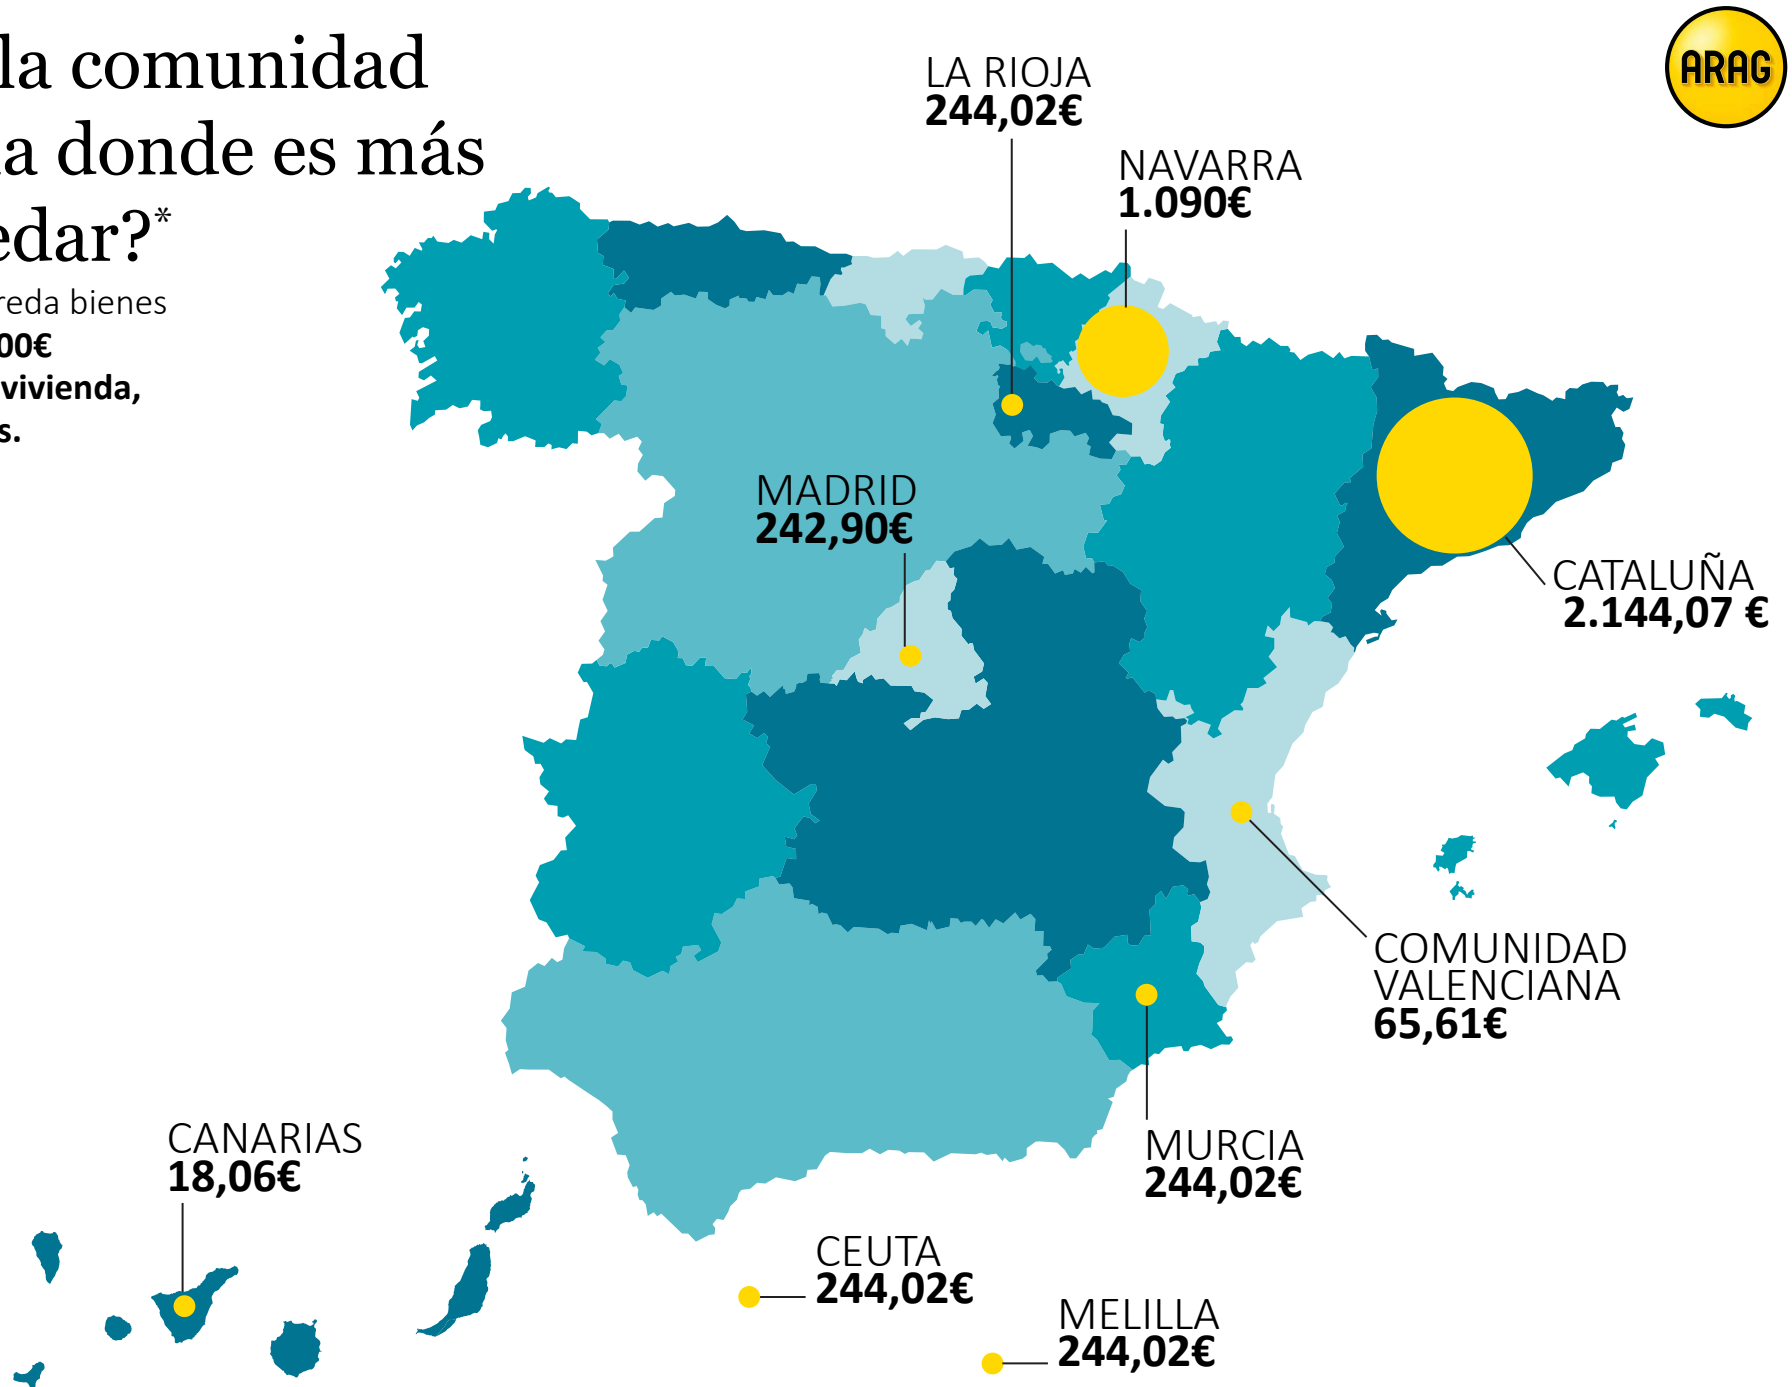 la comunidad
a donde es más
edar?*
reda bienes
00€
vivienda,
s.
ARAG
LA RIOJA
244,02€
NAVARRA
1.090€
MADRID
242,90€
CATALUÑA
2.144,07 €
COMUNIDAD
VALENCIANA
65,61€
MURCIA
244,02€
CANARIAS
18,06€
CEUTA
244,02€
MELILLA
244,02€